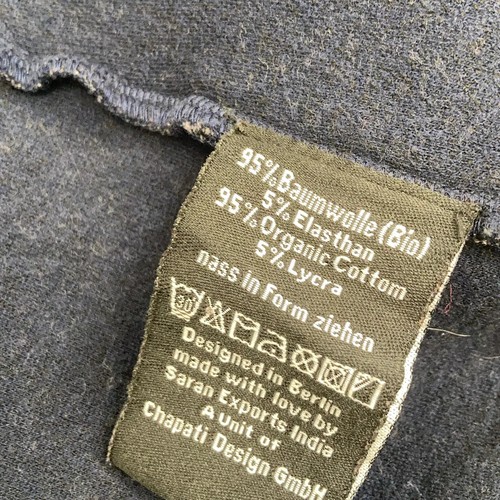 95% Baumwolle (Bio)
5% Elasthan
95% Organic Cottom
5% Lycra
nass in Form ziehen
30
Designed in Berlin
made with love by
Saran Exports India
A Unit of
Chapati Design GmbH